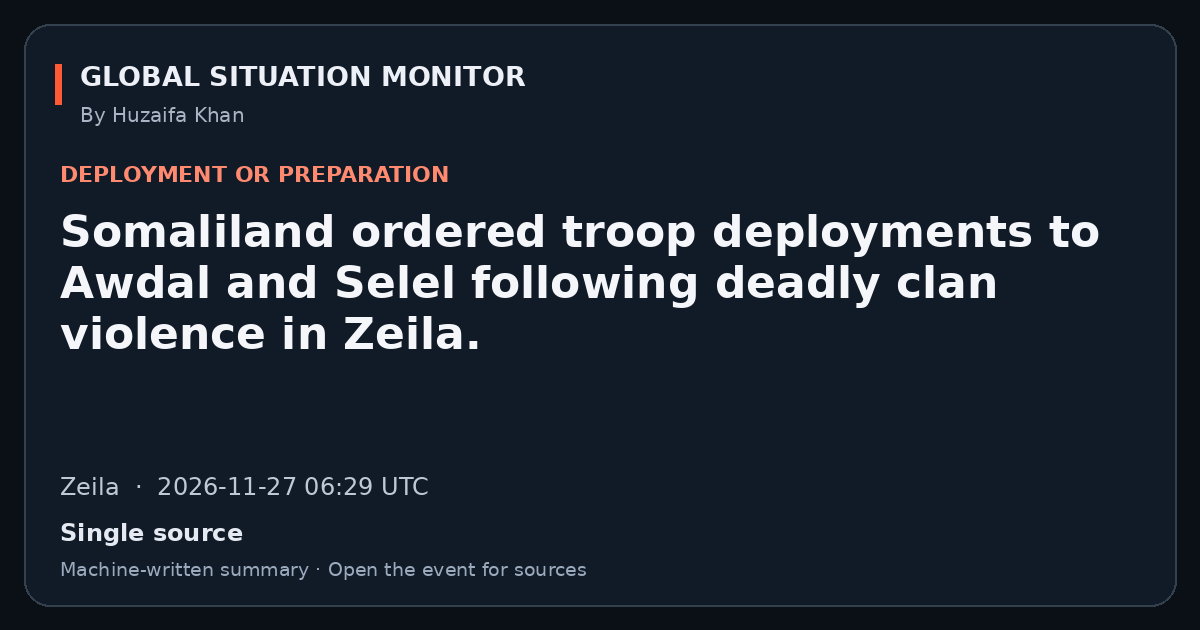 GLOBAL SITUATION MONITOR
By Huzaifa Khan
DEPLOYMENT OR PREPARATION
Somaliland ordered troop deployments to
Awdal and Selel following deadly clan
violence in Zeila.
Zeila · 2026-11-27 06:29 UTC
Single source
Machine-written summary · Open the event for sources